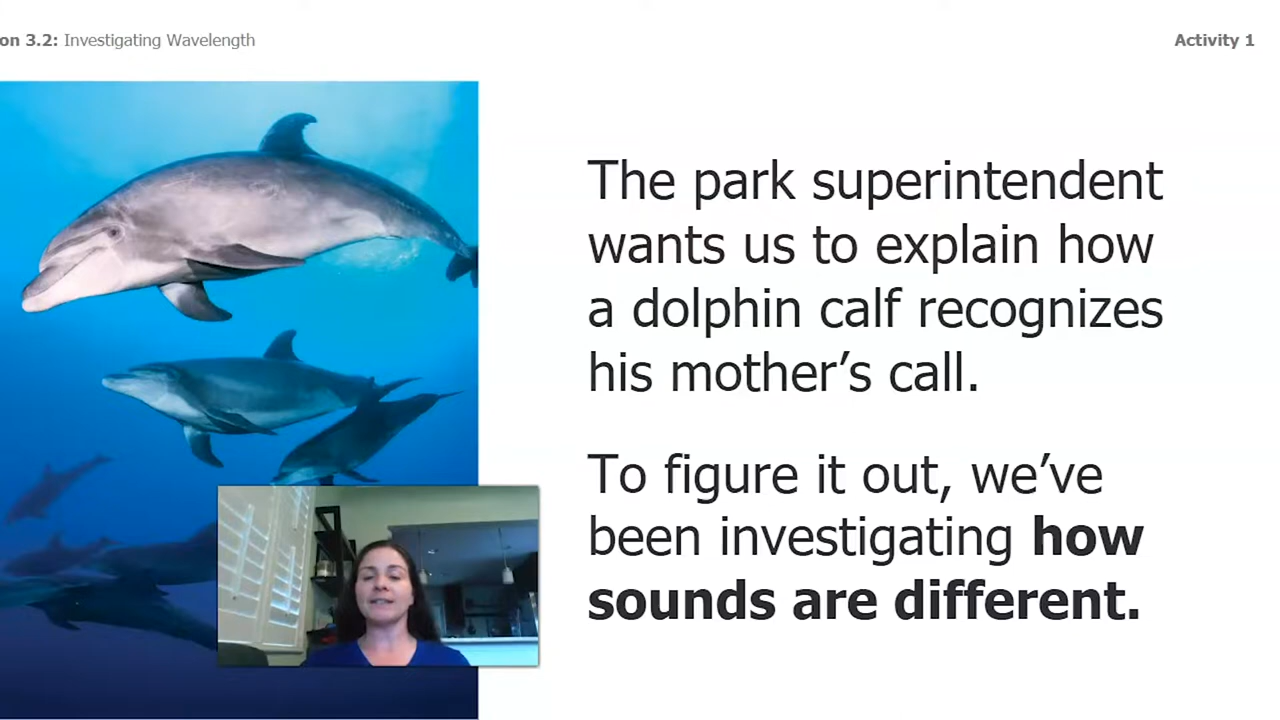 on 3.2: Investigating Wavelength
Activity 1
The park superintendent
wants us to explain how
a dolphin calf recognizes
his mother’s call.
To figure it out, we’ve
been investigating how
sounds are different.